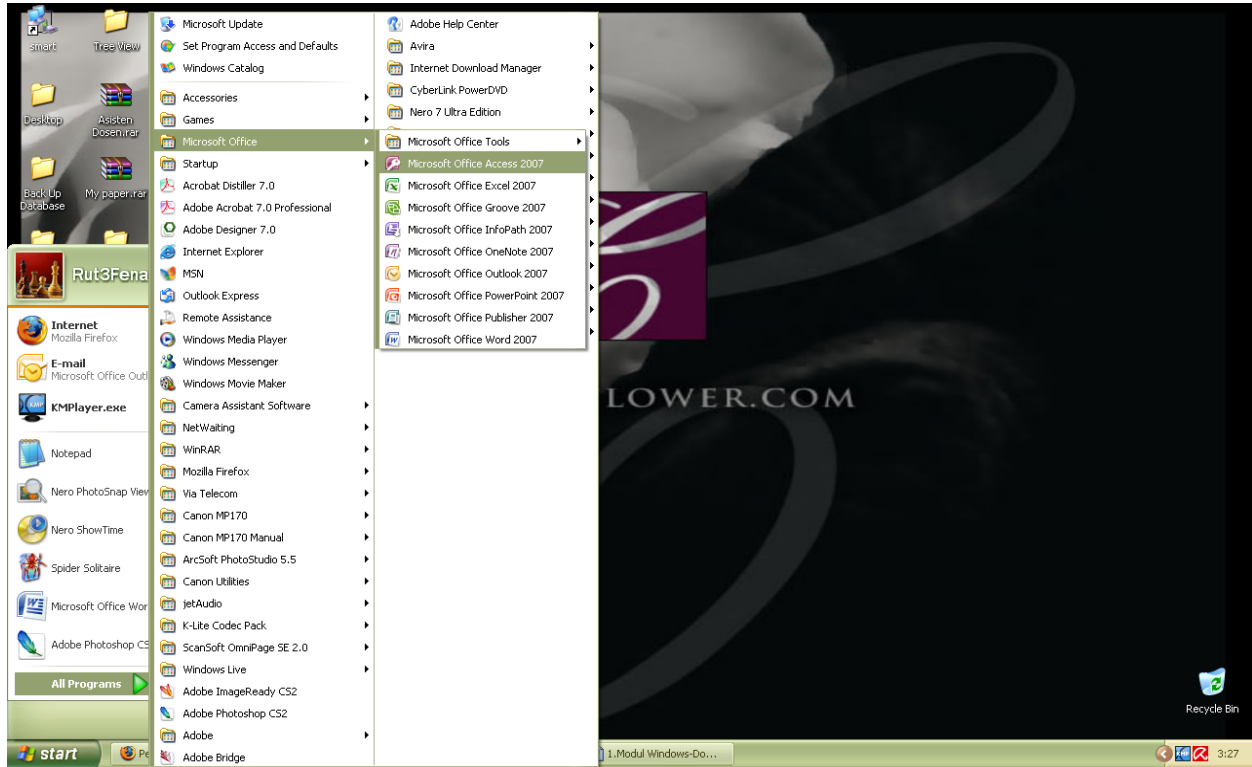 smart
Tree View
Desktop
Asisten
Dosen.rar
Back Up
Database
My paper.rar
Rut3Fena
Internet
Mozilla Firefox
E-mail
Microsoft Office Outl
KMPlayer.exe
Notepad
Nero PhotoSnap View
Nero ShowTime
Spider Solitaire
Microsoft Office Wor
Adobe Photoshop CS
All Programs
Microsoft Update
Set Program Access and Defaults
Windows Catalog
Accessories
Games
Microsoft Office
Startup
Acrobat Distiller 7.0
Adobe Acrobat 7.0 Professional
Adobe Designer 7.0
Internet Explorer
MSN
Outlook Express
Remote Assistance
Windows Media Player
Windows Messenger
Windows Movie Maker
Camera Assistant Software
NetWaiting
WinRAR
Mozilla Firefox
Via Telecom
Canon MP170
Canon MP170 Manual
ArcSoft PhotoStudio 5.5
Canon Utilities
jetAudio
K-Lite Codec Pack
ScanSoft OmniPage SE 2.0
Windows Live
Adobe ImageReady CS2
Adobe Photoshop CS2
Adobe
Adobe Bridge
Adobe Help Center
Avira
Internet Download Manager
CyberLink PowerDVD
Nero 7 Ultra Edition
Microsoft Office Tools
Microsoft Office Access 2007
Microsoft Office Excel 2007
Microsoft Office Groove 2007
Microsoft Office InfoPath 2007
Microsoft Office OneNote 2007
Microsoft Office Outlook 2007
Microsoft Office PowerPoint 2007
Microsoft Office Publisher 2007
Microsoft Office Word 2007
LOWER.COM
Recycle Bin
start
Pe
1.Modul Windows-Do...
KMP
3:27